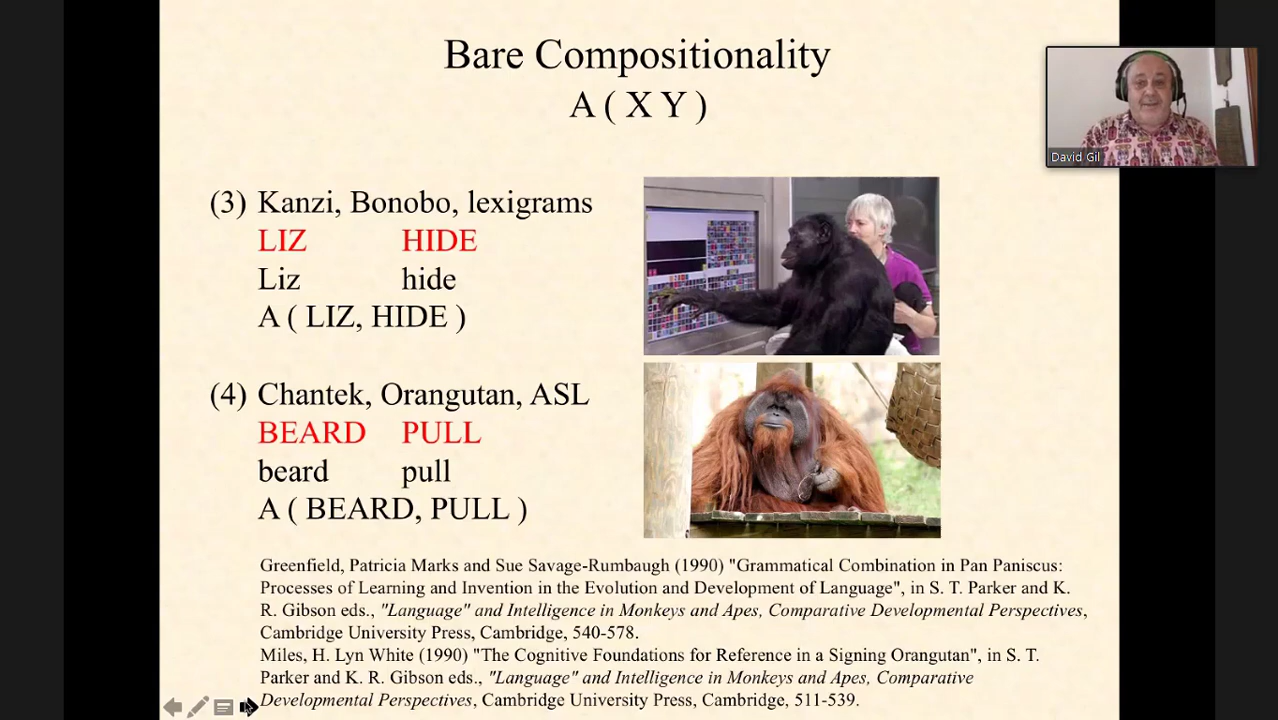 Bare Compositionality
A ( X Y )
David Gil
(3) Kanzi, Bonobo, lexigrams
LIZ HIDE
Liz hide
A ( LIZ, HIDE )
(4) Chantek, Orangutan, ASL
BEARD PULL
beard pull
A ( BEARD, PULL )
Greenfield, Patricia Marks and Sue Savage-Rumbaugh (1990) "Grammatical Combination in Pan Paniscus:
Processes of Learning and Invention in the Evolution and Development of Language", in S. T. Parker and K.
R. Gibson eds., "Language" and Intelligence in Monkeys and Apes, Comparative Developmental Perspectives,
Cambridge University Press, Cambridge, 540-578.
Miles, H. Lyn White (1990) "The Cognitive Foundations for Reference in a Signing Orangutan", in S. T.
Parker and K. R. Gibson eds., "Language" and Intelligence in Monkeys and Apes, Comparative
Developmental Perspectives, Cambridge University Press, Cambridge, 511-539.